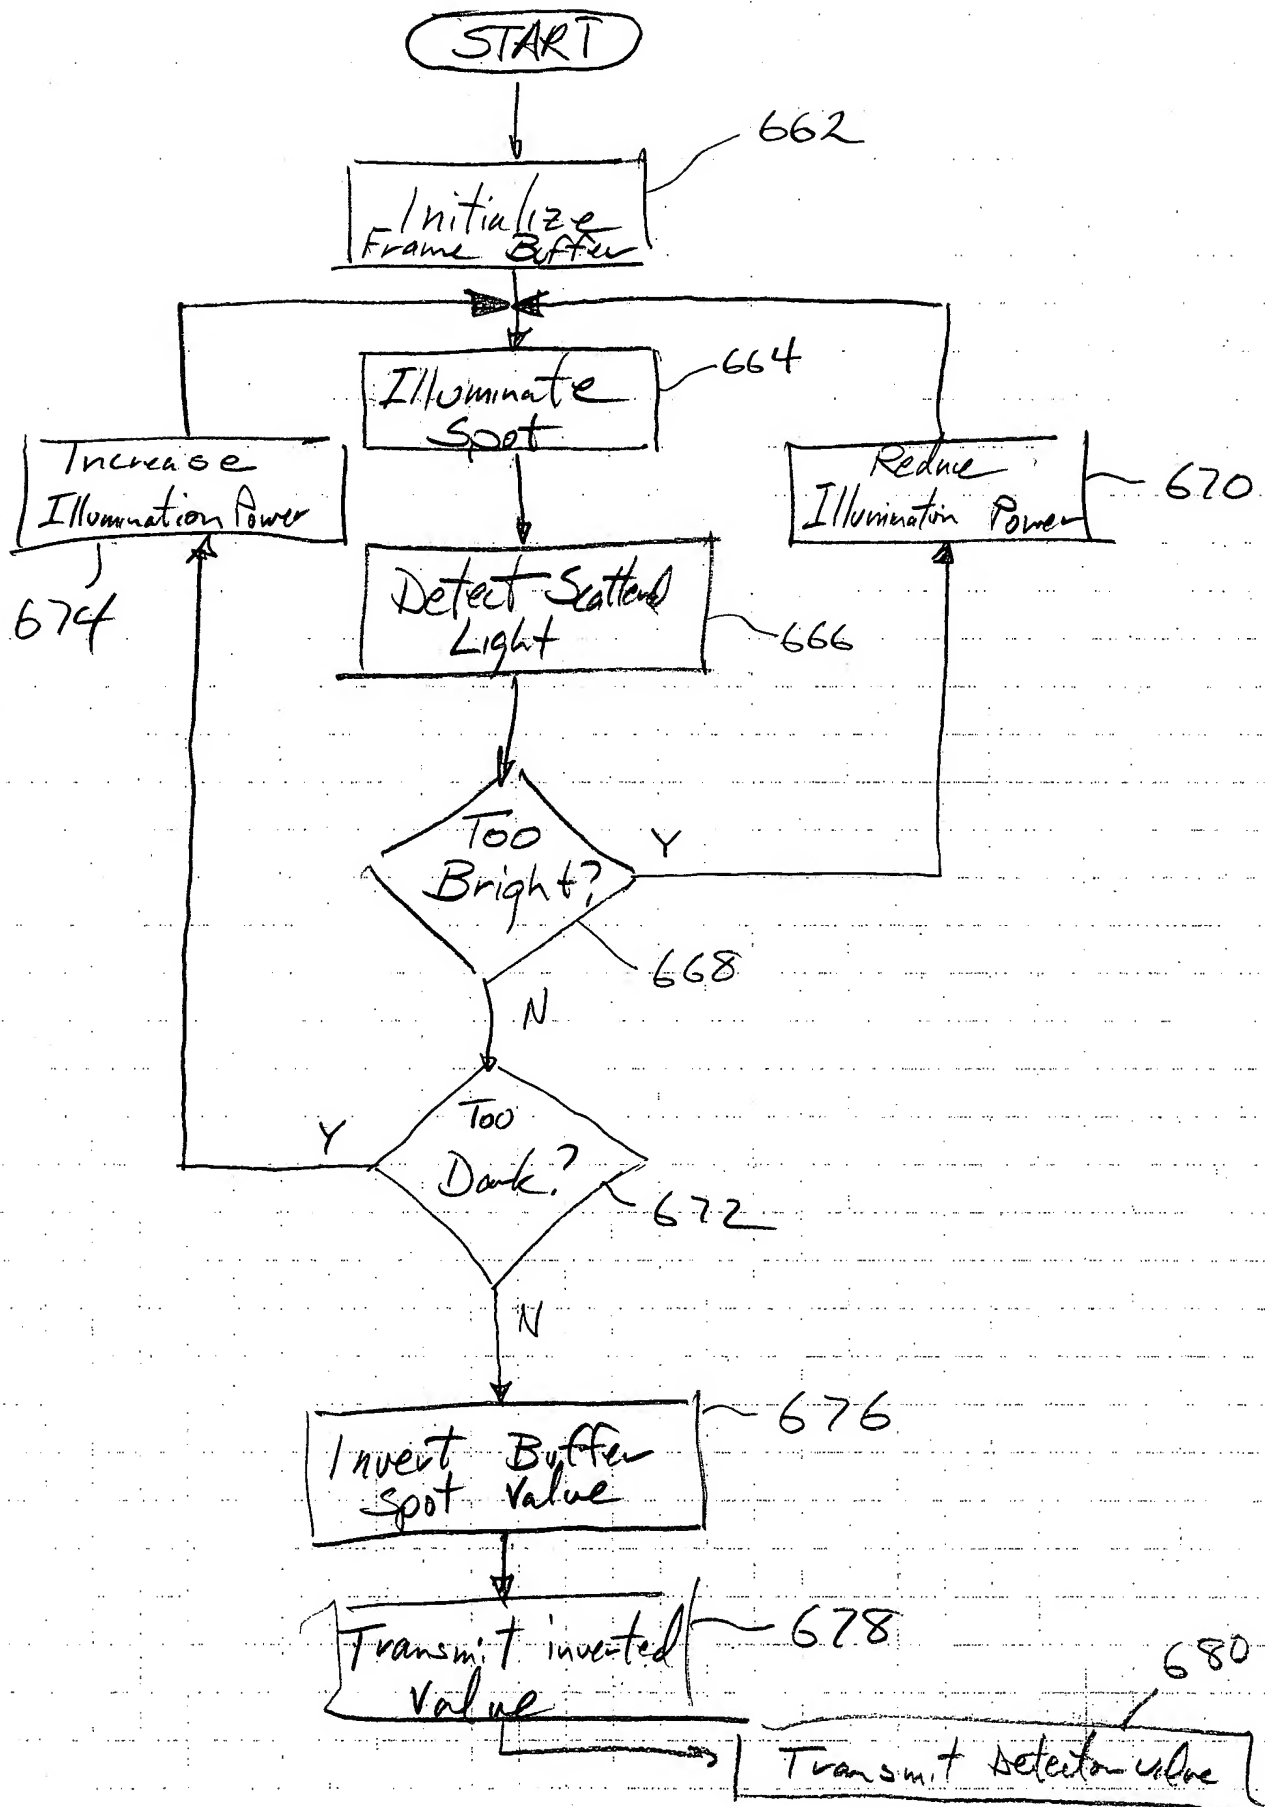 START
662
Initialize
Frame Buffer
Illuminate
Spot
664
Increase
Illumination Power
674
Reduce
Illumination Power
670
Detect Scattered
Light
666
Too
Bright?
Y
668
N
Too
Dark?
Y
672
N
Invert Buffer
Spot Value
676
Transmit inverted
Value
678
680
Transmit Detector value